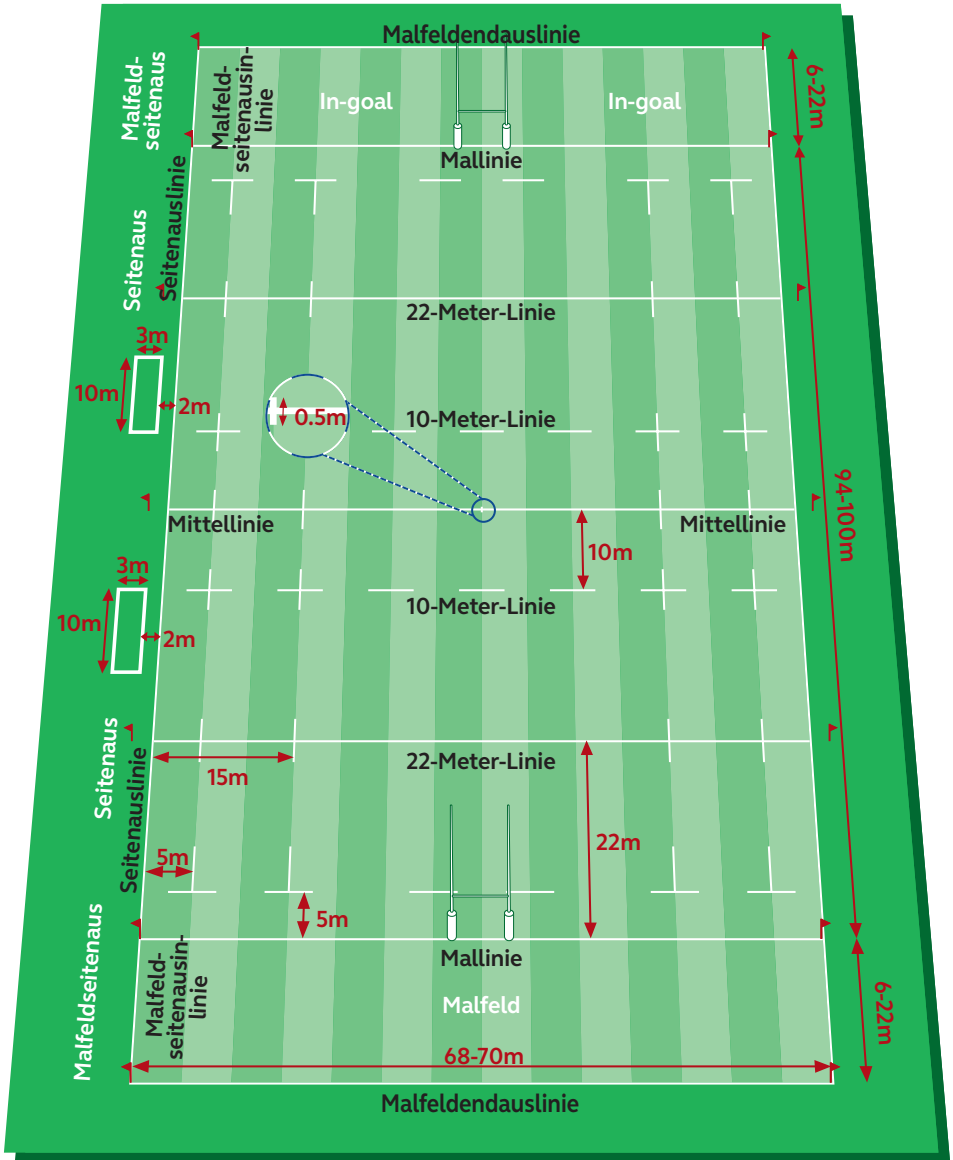 Malfeldendauslinie
Malfeld-
seitenaus
Malfeld-
seitenausin-
linie
In-goal
In-goal
6-22m
Mallinie
Seitenaus
Seitenauslinie
22-Meter-Linie
3m
10m
2m
0.5m
10-Meter-Linie
94-100m
Mittellinie
Mittellinie
10m
3m
10m
2m
10-Meter-Linie
Seitenaus
Seitenauslinie
22-Meter-Linie
15m
22m
5m
5m
Malfeldseitenaus
Malfeld-
seitenausin-
linie
Mallinie
Malfeld
6-22m
68-70m
Malfeldendauslinie